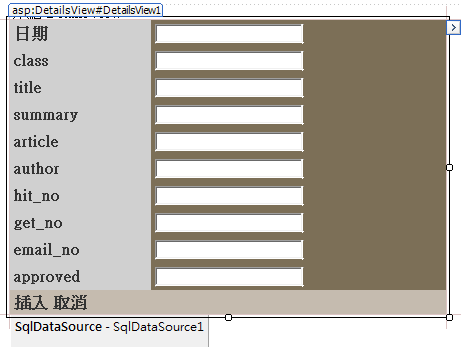 asp:DetailsView#DetailsView1
日期
class
title
summary
article
author
hit_no
get_no
email_no
approved
插入 取消
SqlDataSource - SqlDataSource1